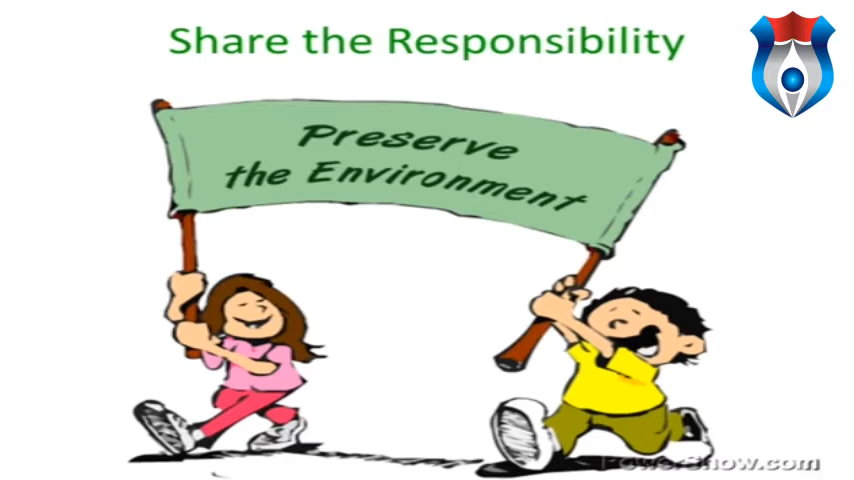 Share the Responsibility
Preserve
the Environment
PowerShow.com